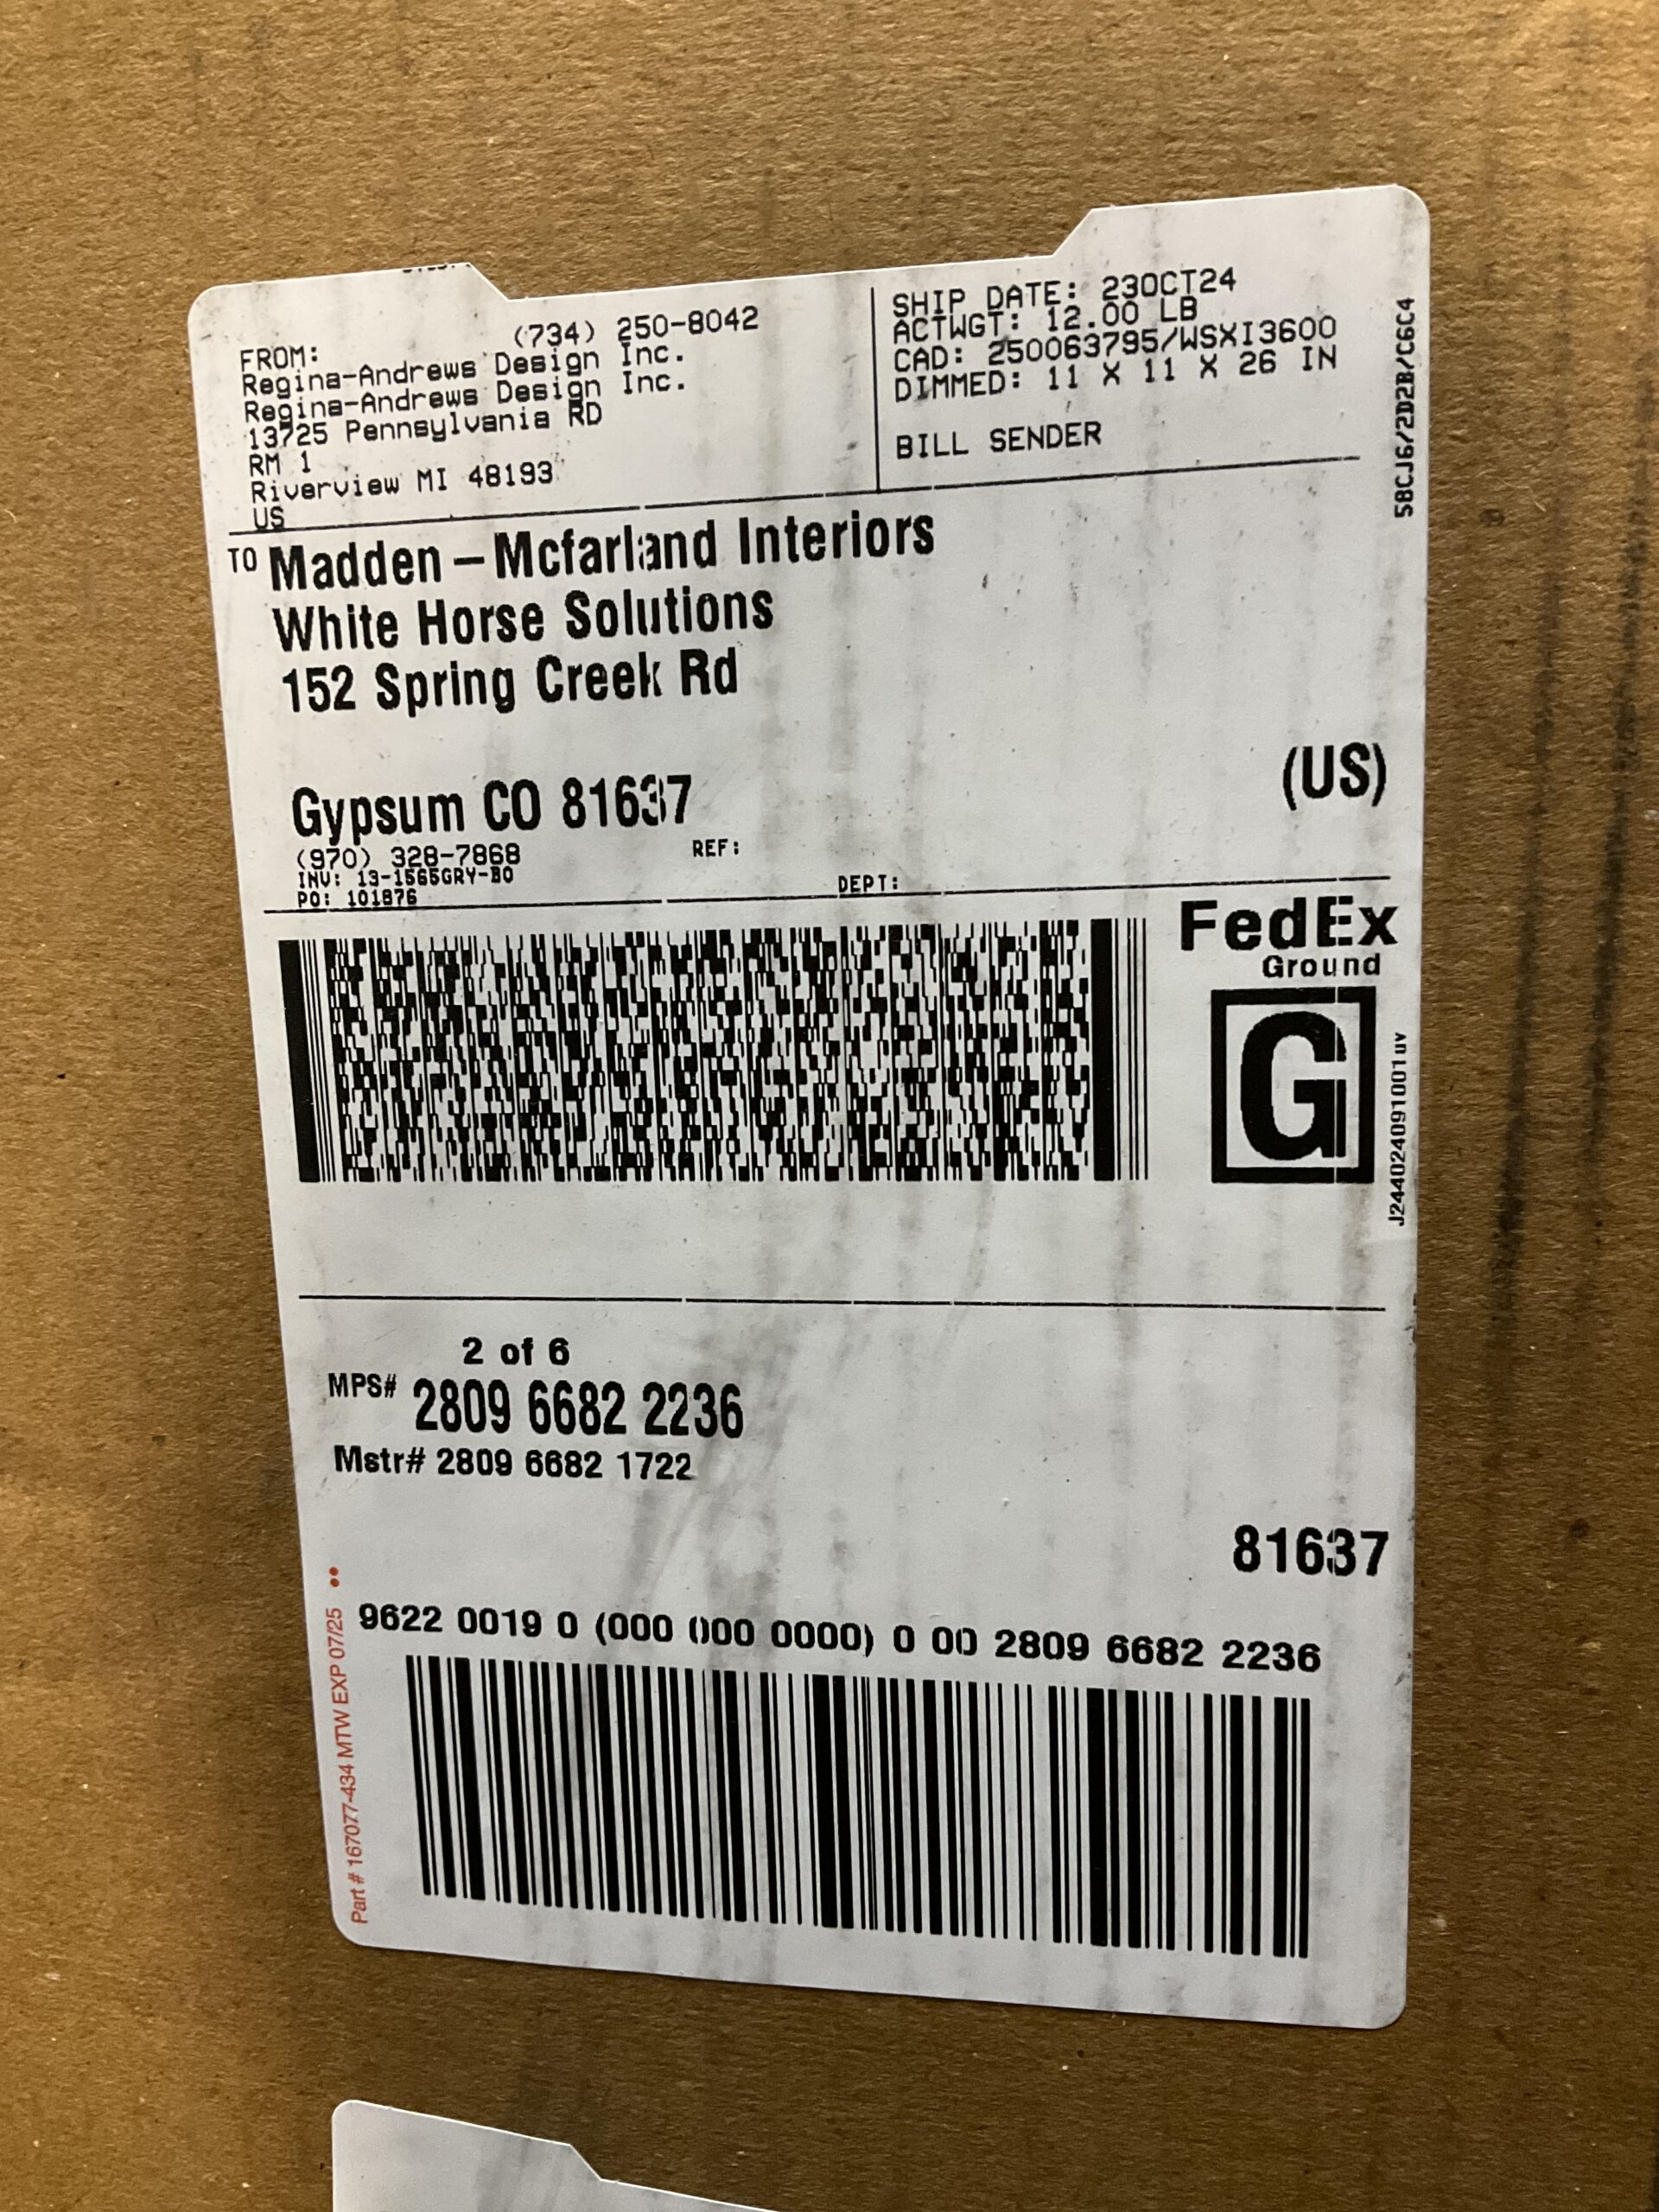 FROM: (734) 250-8042
Regina-Andrews Design Inc.
Regina-Andrews Design Inc.
13725 Pennsylvania RD
RM 1
Riverview MI 48193
US
SHIP DATE: 23OCT24
ACTWGT: 12.00 LB
CAD: 250063795/WSXI3600
DIMMED: 11 X 11 X 26 IN
BILL SENDER
58CJ6/2D2B/C6C4
TO Madden - Mcfarland Interiors
White Horse Solutions
152 Spring Creek Rd
Gypsum CO 81637
(US)
(970) 328-7868 REF:
INV: 13-1565GRY-BO
PO: 101876 DEPT:
FedEx
Ground
G
J244024091001 uv
2 of 6
MPS# 2809 6682 2236
Mstr# 2809 6682 1722
81637
9622 0019 0 (000 000 0000) 0 00 2809 6682 2236
Part # 167077-434 MTW EXP 07/25